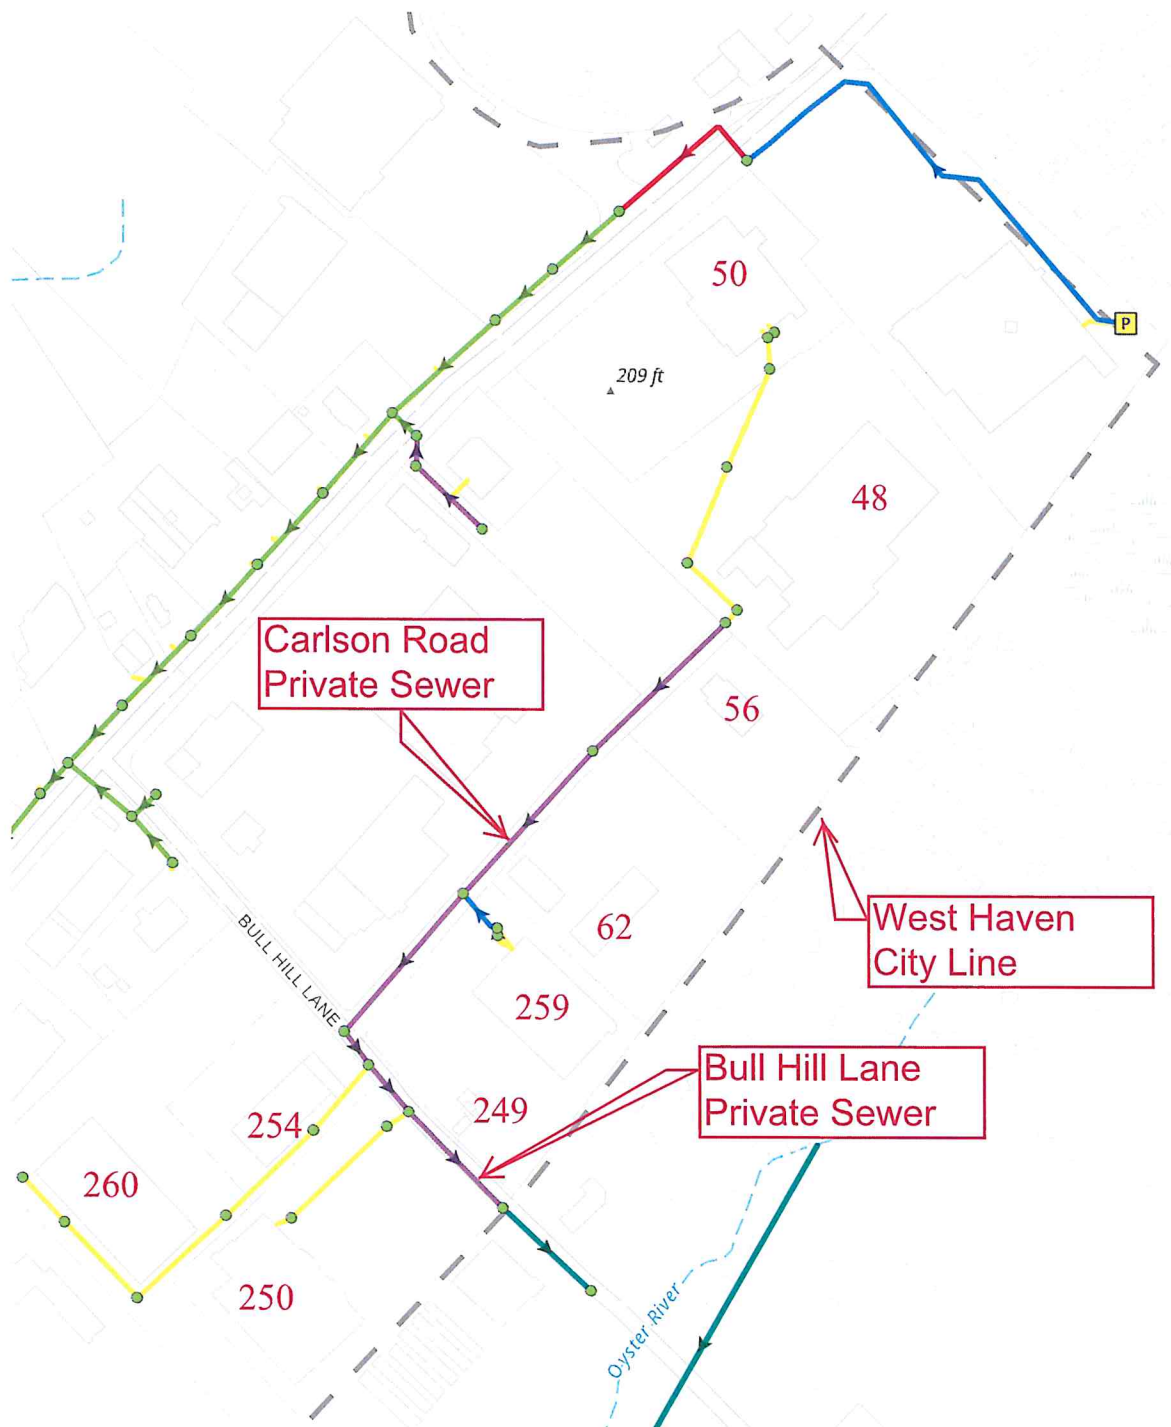 P
50
209 ft
48
Carlson Road
Private Sewer
56
West Haven
City Line
62
BULL HILL LANE
259
Bull Hill Lane
Private Sewer
249
254
260
250
Oyster River